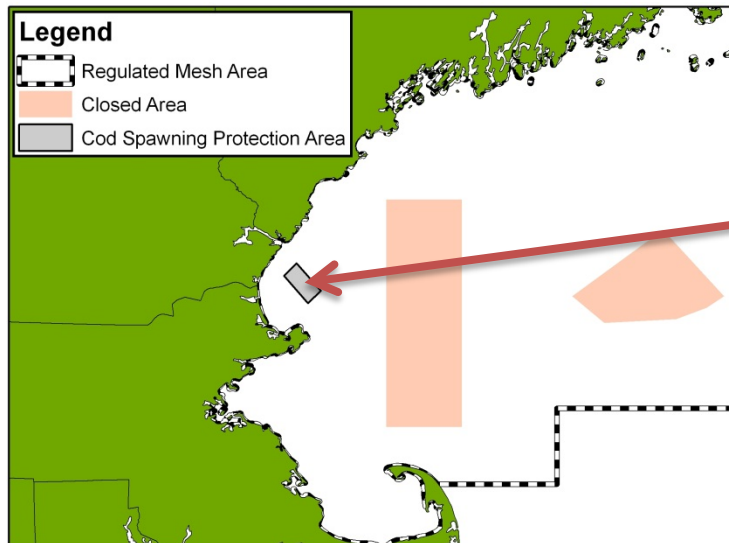 Legend
Regulated Mesh Area
Closed Area
Cod Spawning Protection Area